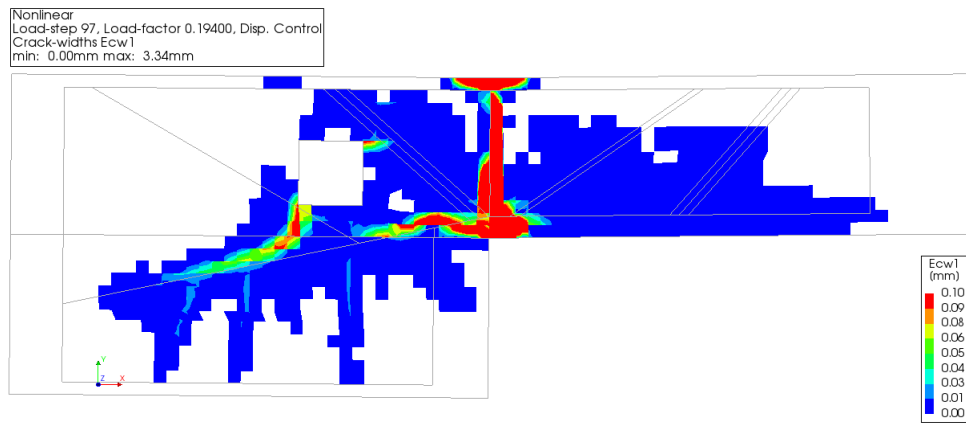 Nonlinear
Load-step 97, Load-factor 0.19400, Disp. Control
Crack-widths Ecw1
min: 0.00mm max: 3.34mm
Ecw1
(mm)
0.10
0.09
0.08
0.06
0.05
0.04
0.03
0.01
0.00
Y
Z X